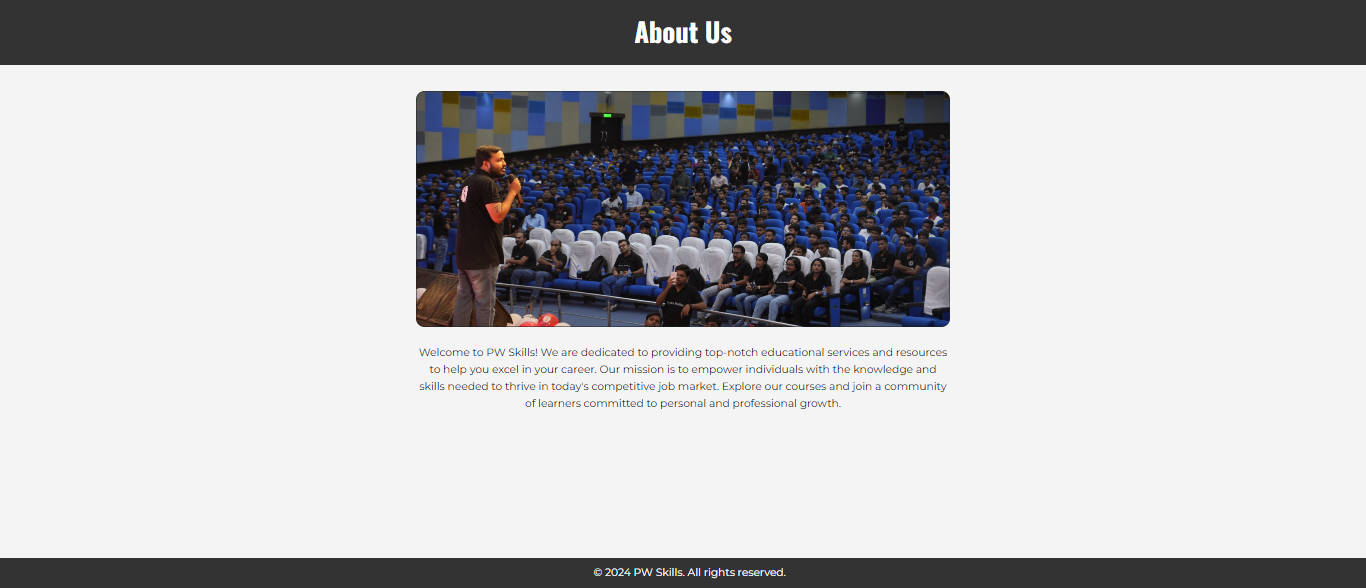 About Us
Welcome to PW Skills! We are dedicated to providing top-notch educational services and resources
to help you excel in your career. Our mission is to empower individuals with the knowledge and
skills needed to thrive in today's competitive job market. Explore our courses and join a community
of learners committed to personal and professional growth.
© 2024 PW Skills. All rights reserved.